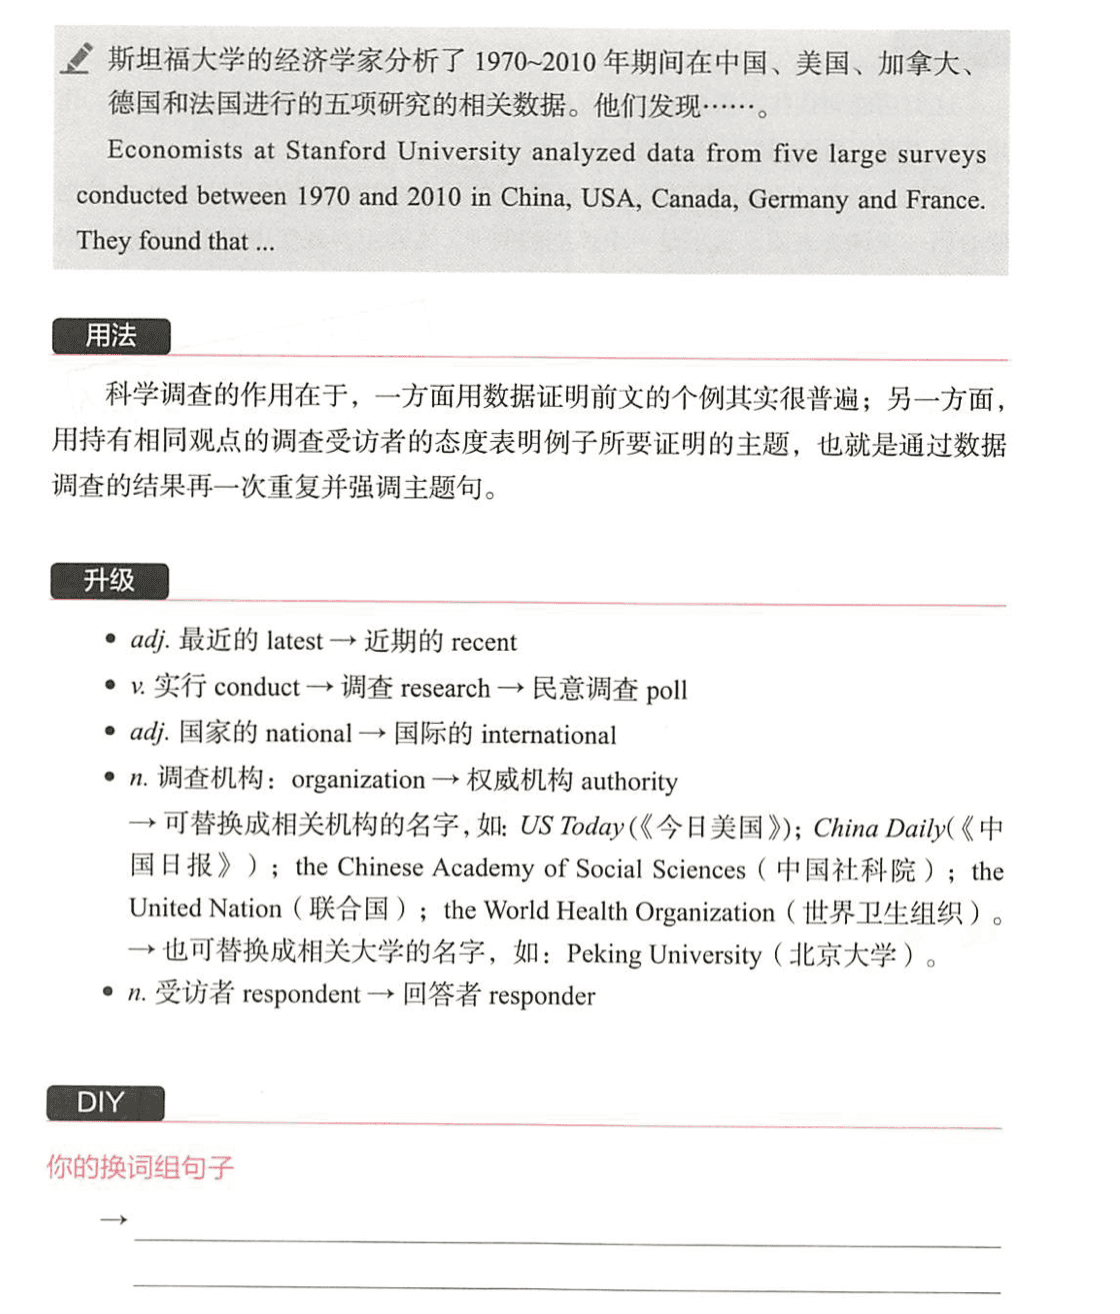 斯坦福大学的经济学家分析了 1970~2010 年期间在中国、美国、加拿大、
德国和法国进行的五项研究的相关数据。他们发现……。
Economists at Stanford University analyzed data from five large surveys
conducted between 1970 and 2010 in China, USA, Canada, Germany and France.
They found that ...
用法
科学调查的作用在于，一方面用数据证明前文的个例其实很普遍；另一方面，
用持有相同观点的调查受访者的态度表明例子所要证明的主题，也就是通过数据
调查的结果再一次重复并强调主题句。
升级
• adj. 最近的 latest → 近期的 recent
• v. 实行 conduct → 调查 research → 民意调查 poll
• adj. 国家的 national → 国际的 international
• n. 调查机构：organization → 权威机构 authority
→ 可替换成相关机构的名字，如：US Today (《今日美国》)；China Daily(《中
国日报》）；the Chinese Academy of Social Sciences（中国社科院）；the
United Nation（联合国）；the World Health Organization（世界卫生组织）。
→ 也可替换成相关大学的名字，如：Peking University（北京大学）。
• n. 受访者 respondent → 回答者 responder
DIY
你的换词组句子
→